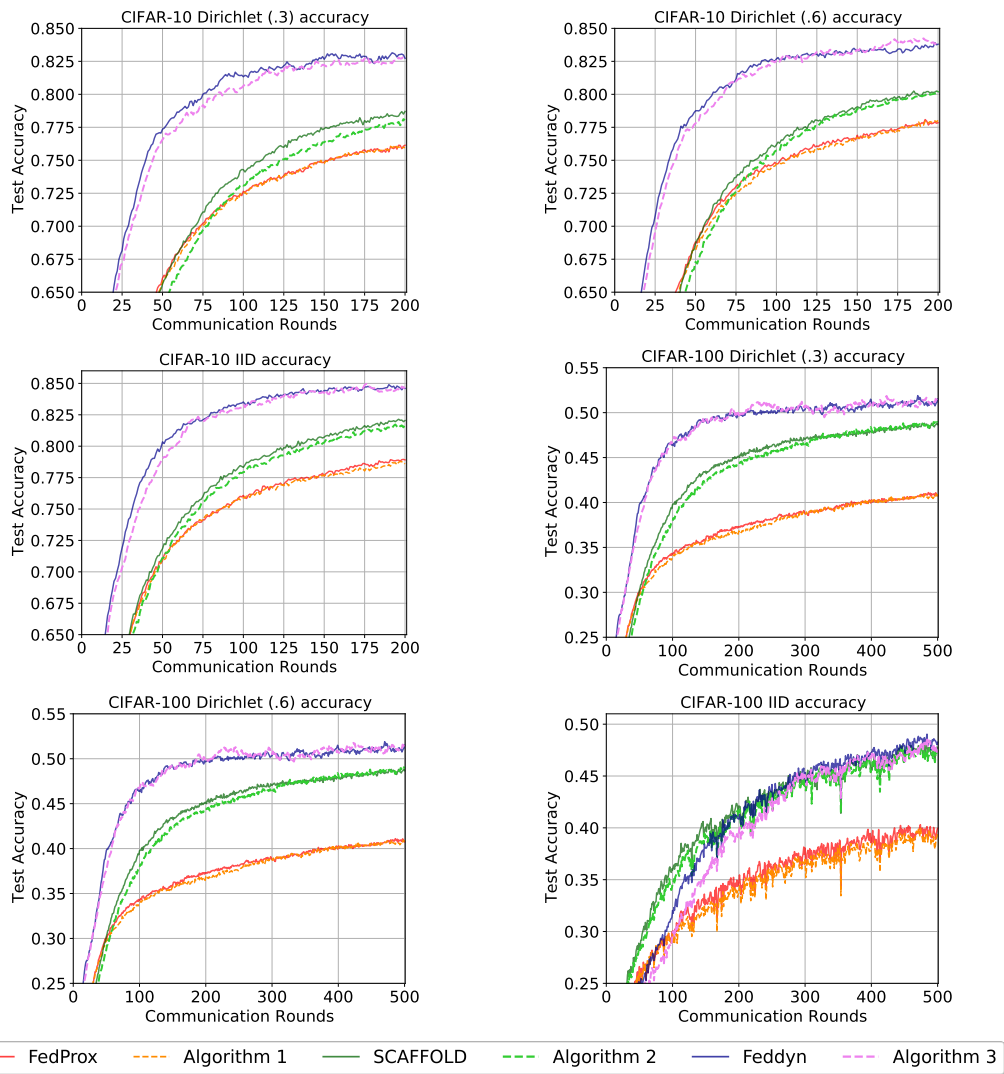 CIFAR-10 Dirichlet (.3) accuracy
0.850
0.825
0.800
0.775
0.750
0.725
0.700
0.675
0.650
Test Accuracy
0 25 50 75 100 125 150 175 200
Communication Rounds
CIFAR-10 Dirichlet (.6) accuracy
0.850
0.825
0.800
0.775
0.750
0.725
0.700
0.675
0.650
Test Accuracy
0 25 50 75 100 125 150 175 200
Communication Rounds
CIFAR-10 IID accuracy
0.850
0.825
0.800
0.775
0.750
0.725
0.700
0.675
0.650
Test Accuracy
0 25 50 75 100 125 150 175 200
Communication Rounds
CIFAR-100 Dirichlet (.3) accuracy
0.55
0.50
0.45
0.40
0.35
0.30
0.25
Test Accuracy
0 100 200 300 400 500
Communication Rounds
CIFAR-100 Dirichlet (.6) accuracy
0.55
0.50
0.45
0.40
0.35
0.30
0.25
Test Accuracy
0 100 200 300 400 500
Communication Rounds
CIFAR-100 IID accuracy
0.50
0.45
0.40
0.35
0.30
0.25
Test Accuracy
0 100 200 300 400 500
Communication Rounds
FedProx Algorithm 1 SCAFFOLD Algorithm 2 Feddyn Algorithm 3